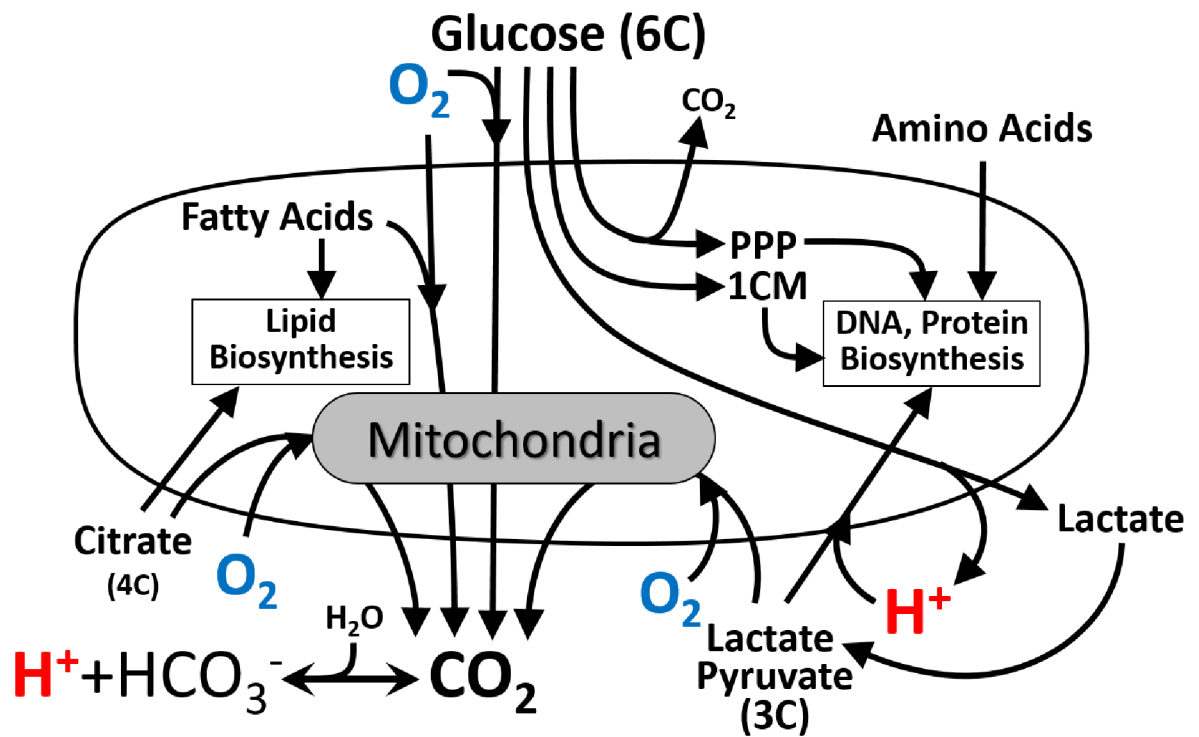 Glucose (6C)
O₂
CO₂
Amino Acids
Fatty Acids
PPP
1CM
Lipid
Biosynthesis
DNA, Protein
Biosynthesis
Mitochondria
Citrate
(4C)
O₂
O₂
Lactate
H⁺
Lactate
Pyruvate
(3C)
H₂O
H⁺+HCO₃⁻
CO₂